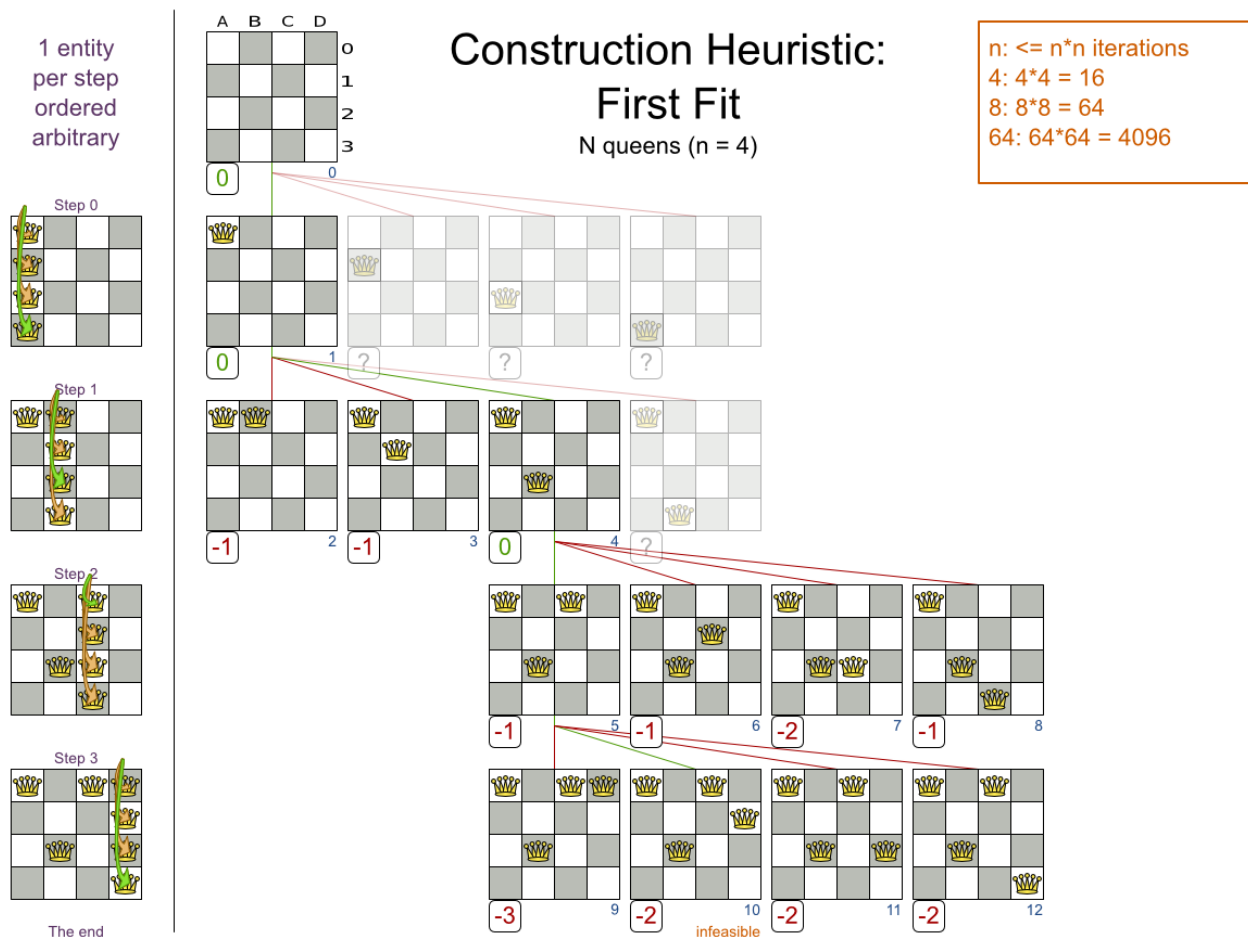 1 entity
per step
ordered
arbitrary
A B C D
0
1
2
3
Construction Heuristic:
First Fit
N queens (n = 4)
n: <= n*n iterations
4: 4*4 = 16
8: 8*8 = 64
64: 64*64 = 4096
0 0
Step 0
0 1 ? ? ?
Step 1
-1 2 -1 3 0 4 ?
Step 2
-1 5 -1 6 -2 7 -1 8
Step 3
-3 9 -2 10 -2 11 -2 12
infeasible
The end